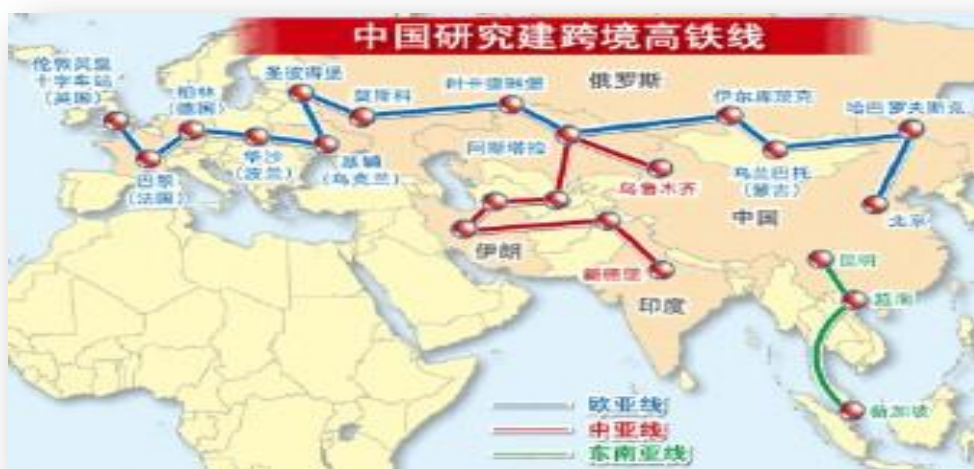 中国研究建跨境高铁线
伦敦国皇
十字车站
(英国)
柏林
(德国)
圣彼得堡
莫斯科
叶卡捷琳堡
俄罗斯
伊尔库茨克
哈巴罗夫斯克
巴黎
(法国)
华沙
(波兰)
基辅
(乌克兰)
阿斯塔拉
乌鲁木齐
乌兰巴托
(蒙古)
中国
北京
伊朗
新德里
印度
昆明
越南
新加坡
欧亚线
中亚线
东南亚线